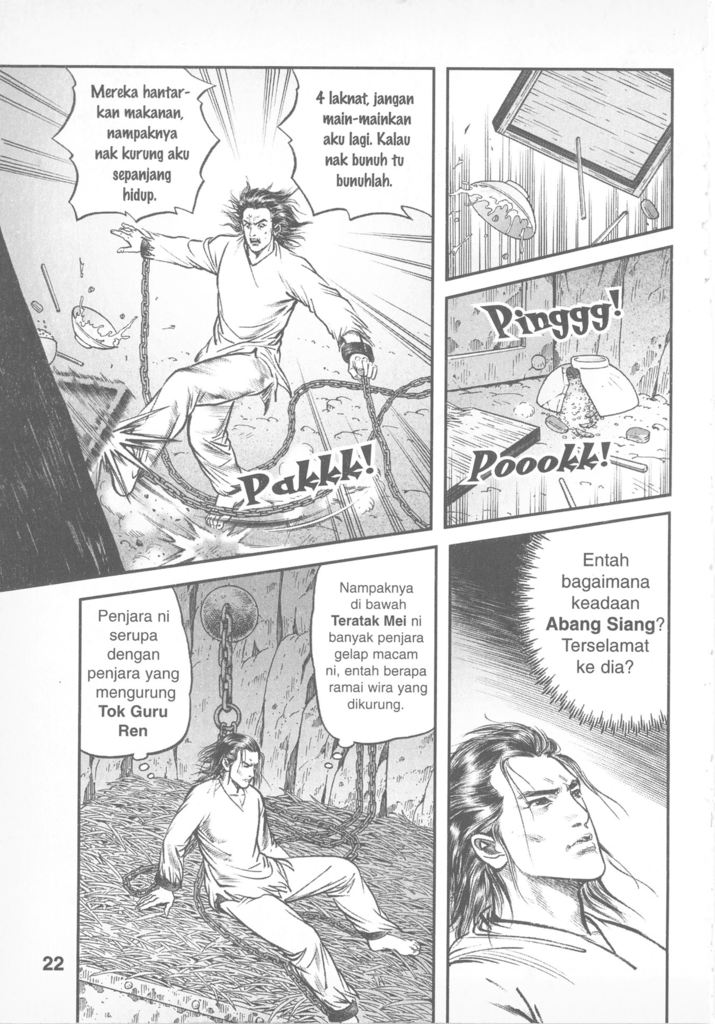 4 laknat, jangan
main-mainkan
aku lagi. Kalau
nak bunuh tu
bunuhlah.
Mereka hantar-
kan makanan,
nampaknya
nak kurung aku
sepanjang
hidup.
Pakkk!
Pinggg!
Poookk!
Entah
bagaimana
keadaan
Abang Siang?
Terselamat
ke dia?
Nampaknya
di bawah
Teratak Mei ni
banyak penjara
gelap macam
ni, entah berapa
ramai wira yang
dikurung.
Penjara ni
serupa
dengan
penjara yang
mengurung
Tok Guru
Ren
22